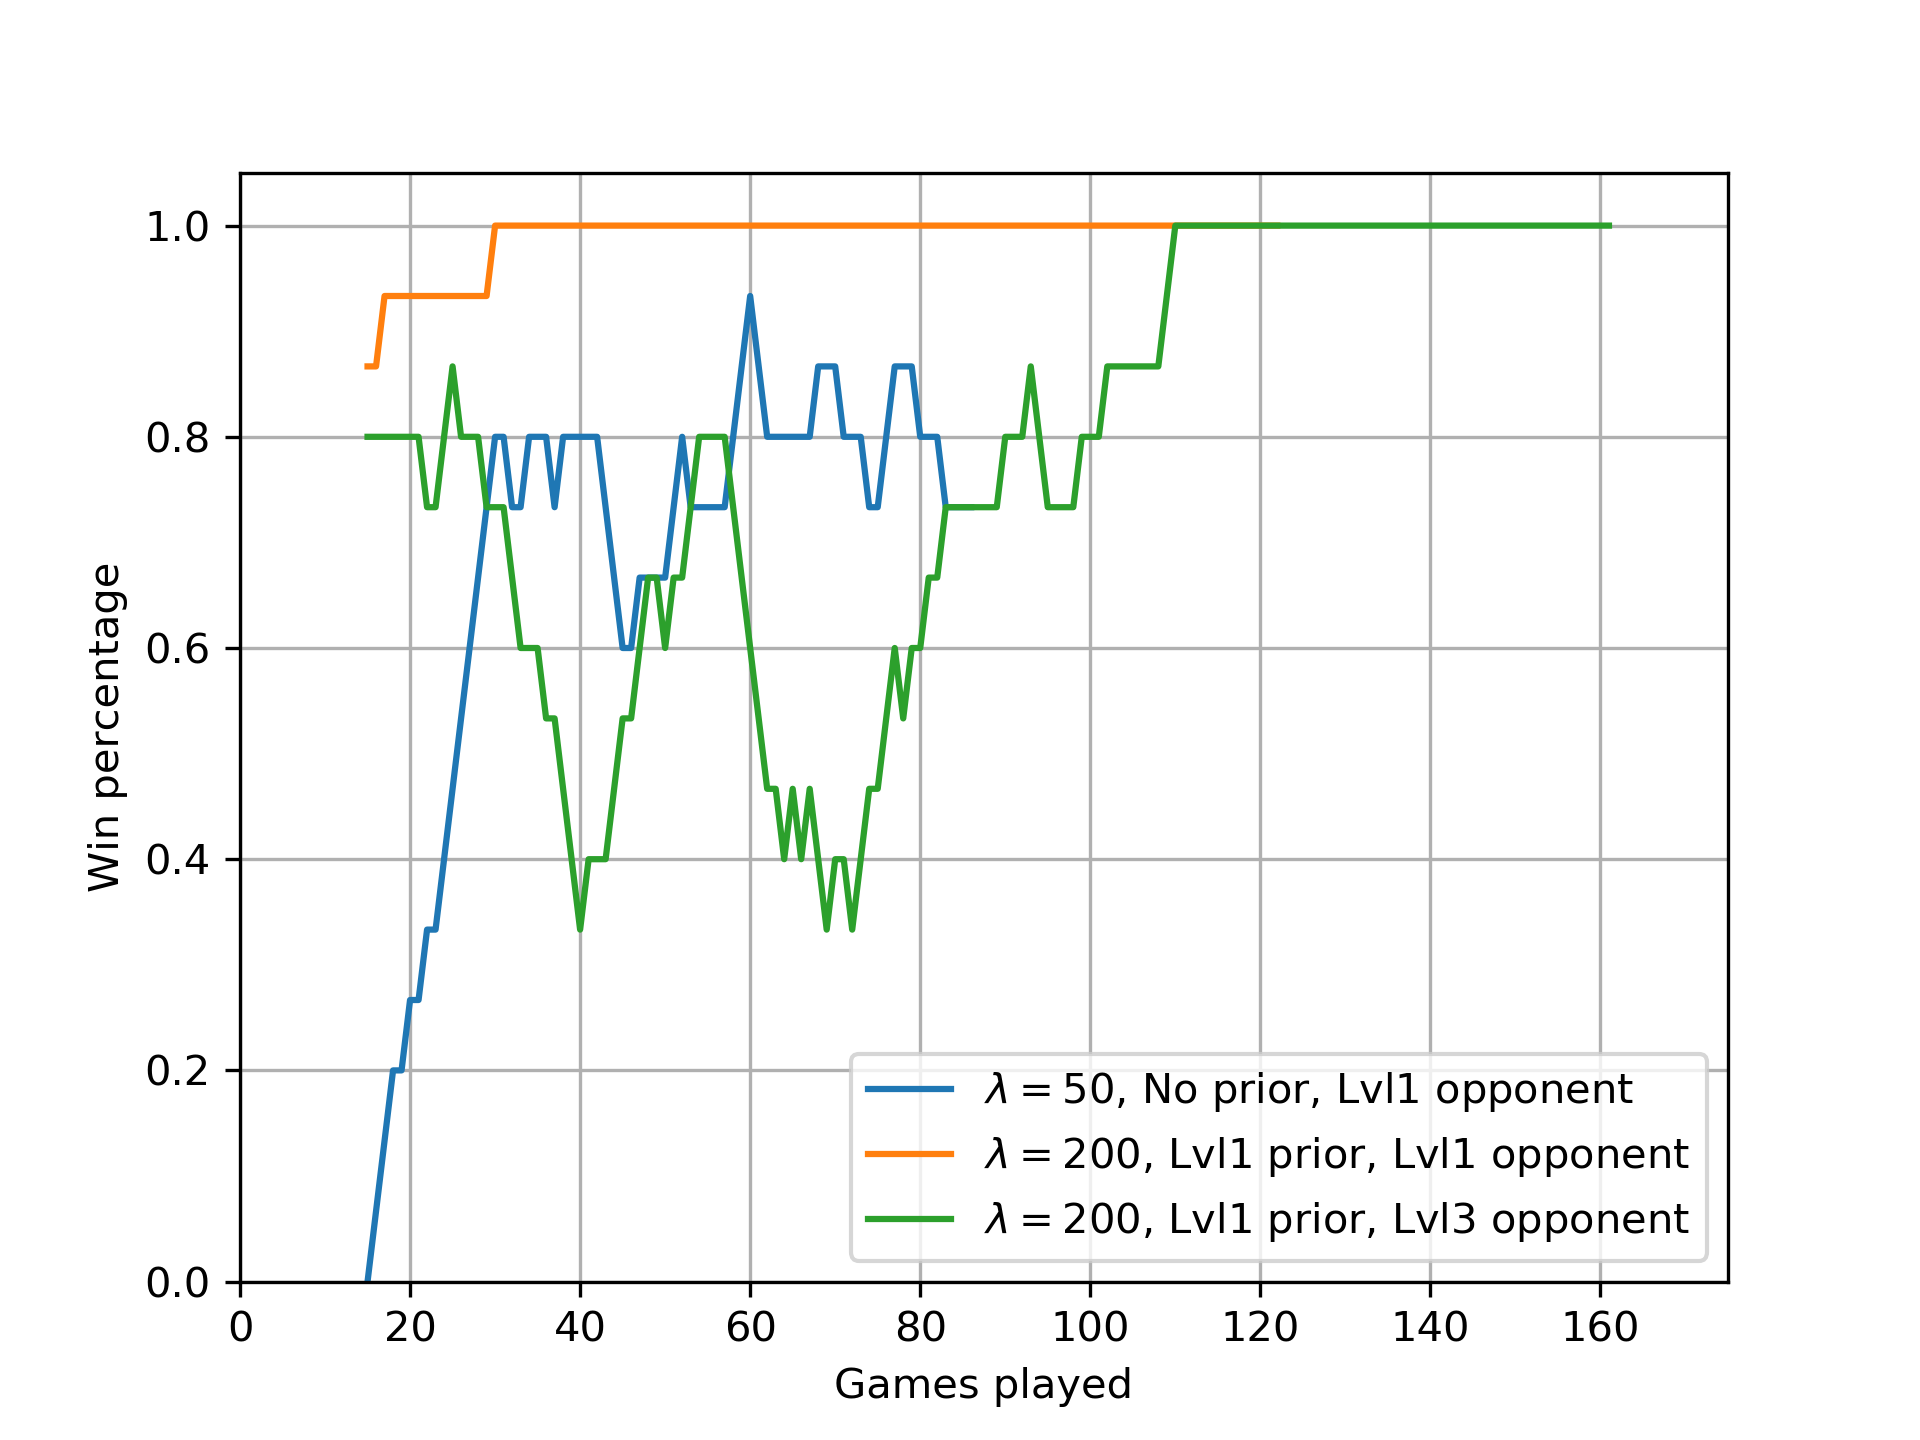 1.0
0.8
0.6
0.4
0.2
0.0
Win percentage
0 20 40 60 80 100 120 140 160
Games played
λ = 50, No prior, Lvl1 opponent
λ = 200, Lvl1 prior, Lvl1 opponent
λ = 200, Lvl1 prior, Lvl3 opponent